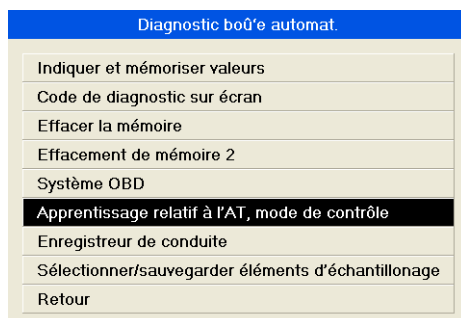 Diagnostic boû'e automat.
Indiquer et mémoriser valeurs
Code de diagnostic sur écran
Effacer la mémoire
Effacement de mémoire 2
Système OBD
Apprentissage relatif à l'AT, mode de contrôle
Enregistreur de conduite
Sélectionner/sauvegarder éléments d'échantillonage
Retour